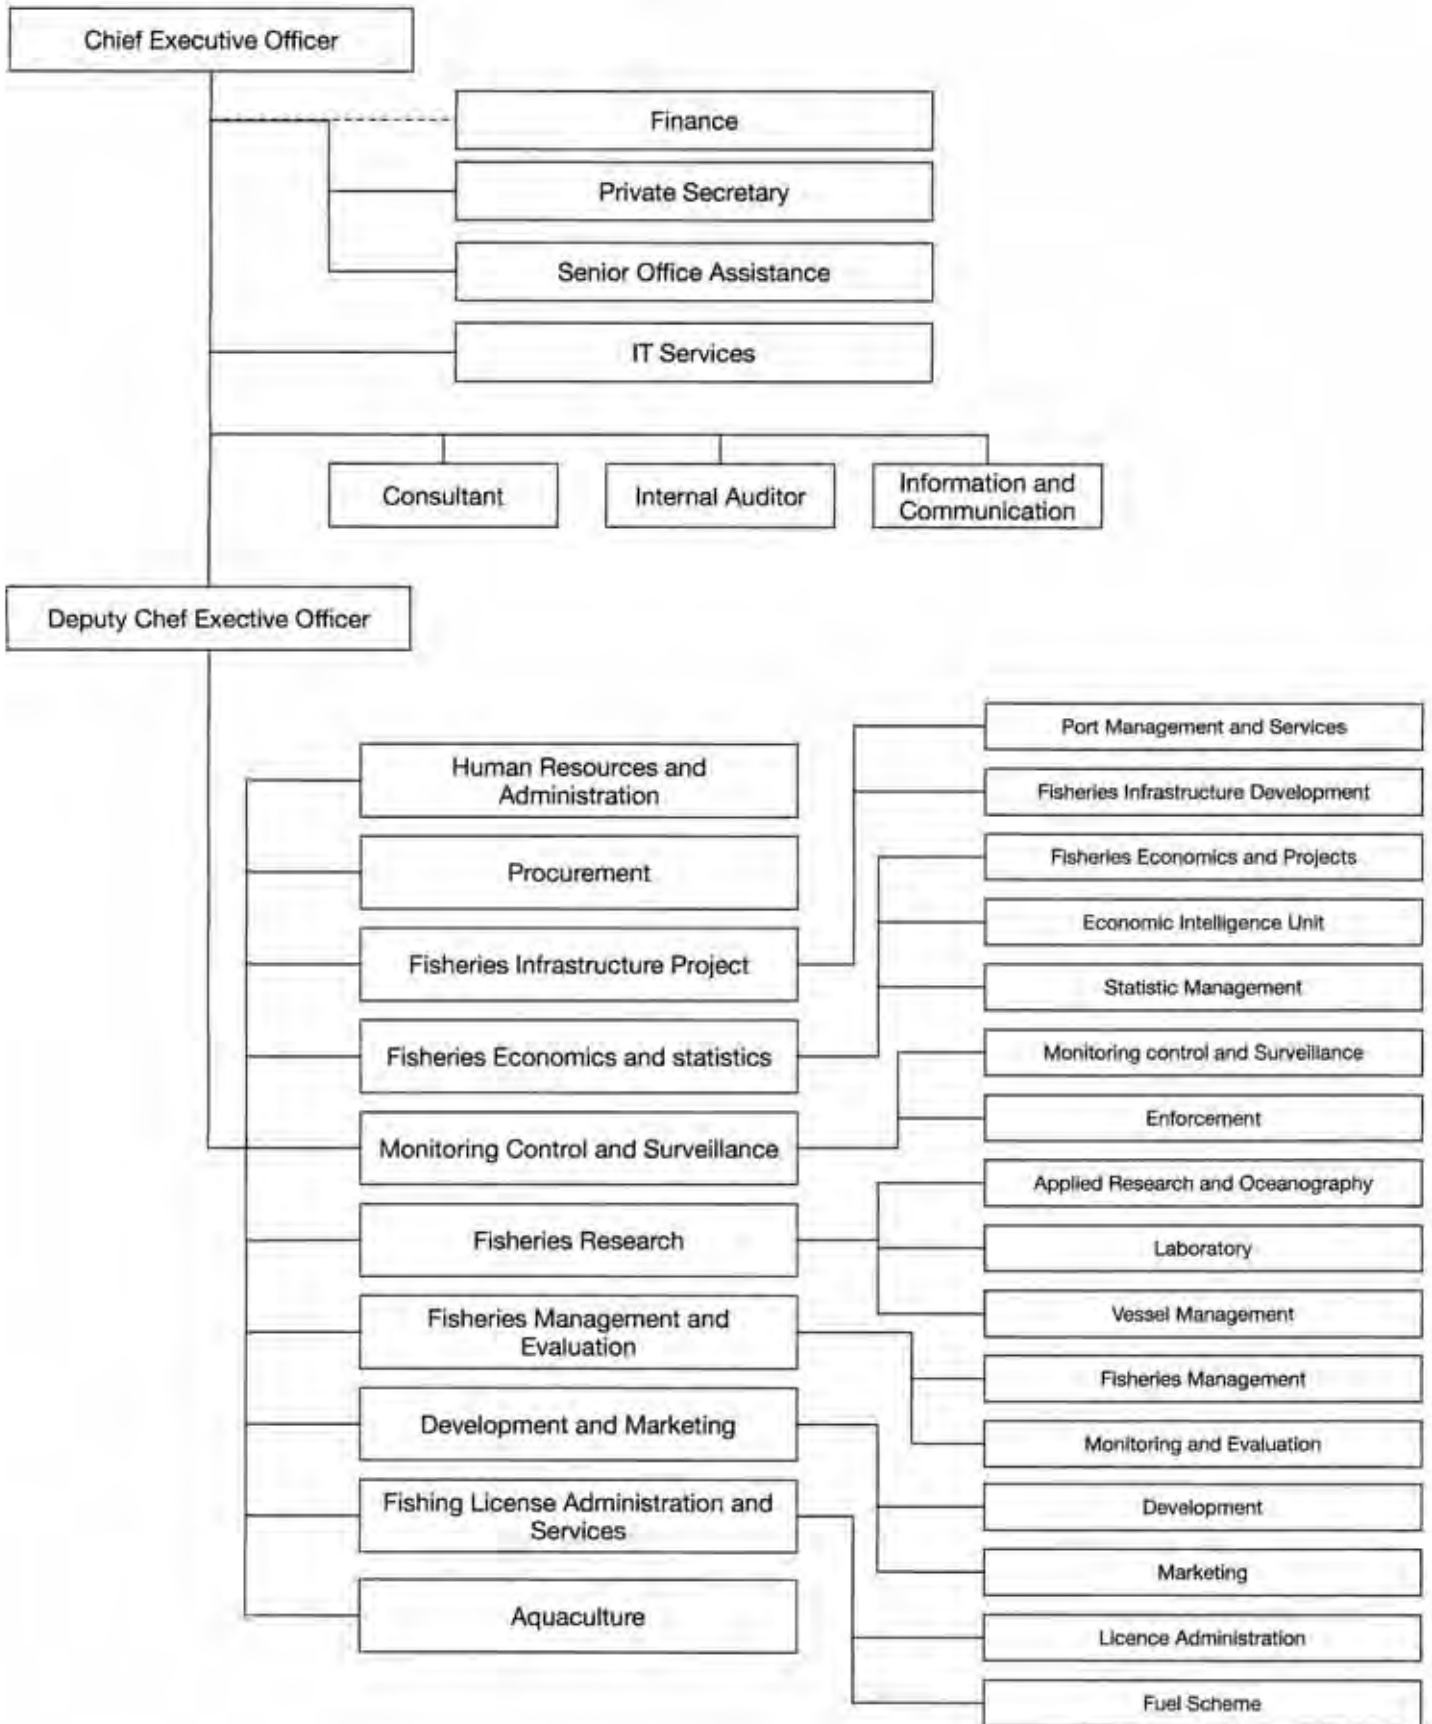 Chief Executive Officer
Finance
Private Secretary
Senior Office Assistance
IT Services
Consultant
Internal Auditor
Information and
Communication
Deputy Chef Exective Officer
Human Resources and
Administration
Procurement
Fisheries Infrastructure Project
Fisheries Economics and statistics
Monitoring Control and Surveillance
Fisheries Research
Fisheries Management and
Evaluation
Development and Marketing
Fishing License Administration and
Services
Aquaculture
Port Management and Services
Fisheries Infrastructure Development
Fisheries Economics and Projects
Economic Intelligence Unit
Statistic Management
Monitoring control and Surveillance
Enforcement
Applied Research and Oceanography
Laboratory
Vessel Management
Fisheries Management
Monitoring and Evaluation
Development
Marketing
Licence Administration
Fuel Scheme